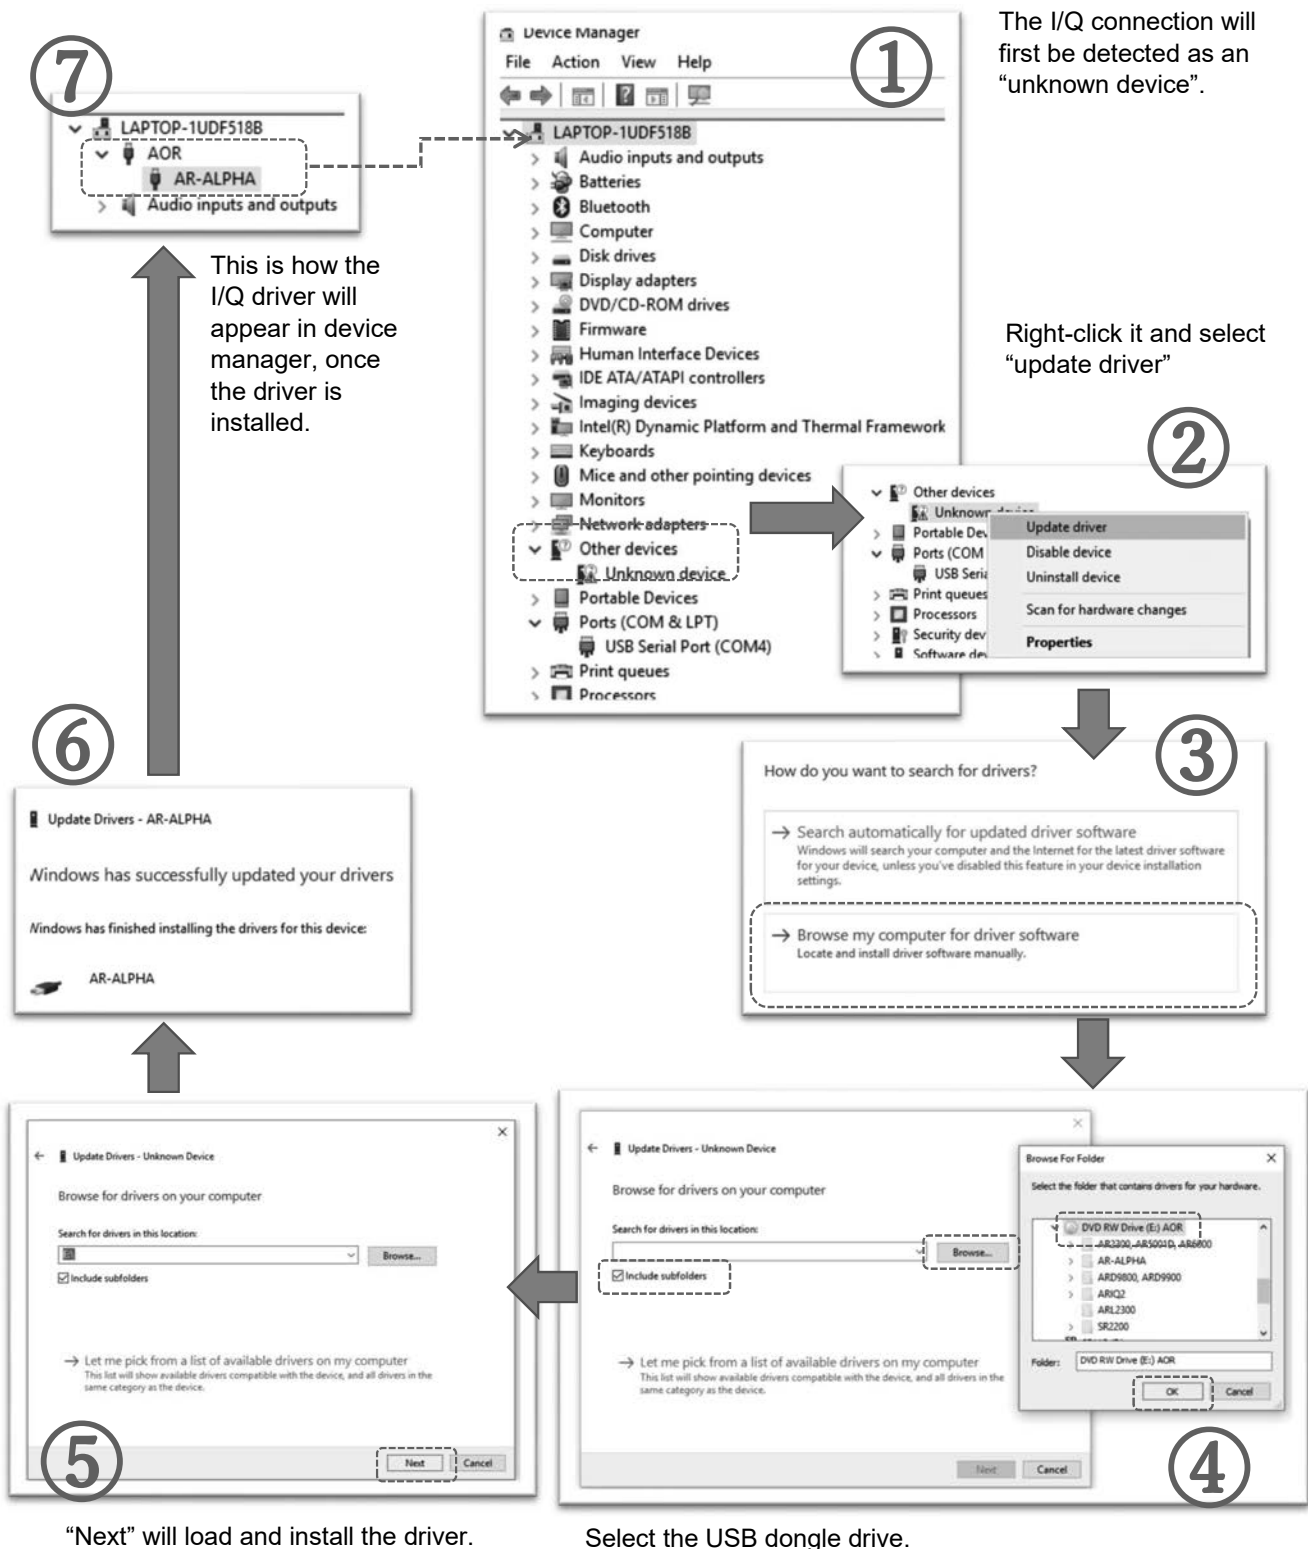 ⑦
LAPTOP-1UDF518B
AOR
AR-ALPHA
Audio inputs and outputs
This is how the
I/Q driver will
appear in device
manager, once
the driver is
installed.
①
Device Manager
File Action View Help
LAPTOP-1UDF518B
Audio inputs and outputs
Batteries
Bluetooth
Computer
Disk drives
Display adapters
DVD/CD-ROM drives
Firmware
Human Interface Devices
IDE ATA/ATAPI controllers
Imaging devices
Intel(R) Dynamic Platform and Thermal Framework
Keyboards
Mice and other pointing devices
Monitors
Network adapters
Other devices
Unknown device
Portable Devices
Ports (COM & LPT)
USB Serial Port (COM4)
Print queues
Processors
The I/Q connection will
first be detected as an
“unknown device”.
Right-click it and select
“update driver”
②
Other devices
Unknown device
Portable Dev
Ports (COM
USB Seria
Print queues
Processors
Security dev
Software dev
Update driver
Disable device
Uninstall device
Scan for hardware changes
Properties
③
How do you want to search for drivers?
→ Search automatically for updated driver software
Windows will search your computer and the Internet for the latest driver software
for your device, unless you've disabled this feature in your device installation
settings.
→ Browse my computer for driver software
Locate and install driver software manually.
④
Update Drivers - Unknown Device
Browse for drivers on your computer
Search for drivers in this location:
Browse...
Include subfolders
→ Let me pick from a list of available drivers on my computer
This list will show available drivers compatible with the device, and all drivers in the
same category as the device.
Next Cancel
Browse For Folder
Select the folder that contains drivers for your hardware.
DVD RW Drive (E:) AOR
AR2300, AR5001D, AR6000
AR-ALPHA
ARD9800, ARD9900
ARIQ2
ARL2300
SR2200
Folder: DVD RW Drive (E:) AOR
OK Cancel
Select the USB dongle drive.
⑤
Update Drivers - Unknown Device
Browse for drivers on your computer
Search for drivers in this location:
Browse...
Include subfolders
→ Let me pick from a list of available drivers on my computer
This list will show available drivers compatible with the device, and all drivers in the
same category as the device.
Next Cancel
“Next” will load and install the driver.
⑥
Update Drivers - AR-ALPHA
Windows has successfully updated your drivers
Windows has finished installing the drivers for this device:
AR-ALPHA